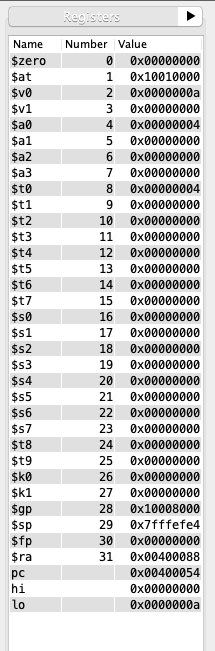 Registers
Name Number Value
$zero 0 0x00000000
$at 1 0x10010000
$v0 2 0x0000000a
$v1 3 0x00000000
$a0 4 0x00000004
$a1 5 0x00000000
$a2 6 0x00000000
$a3 7 0x00000000
$t0 8 0x00000004
$t1 9 0x00000000
$t2 10 0x00000000
$t3 11 0x00000000
$t4 12 0x00000000
$t5 13 0x00000000
$t6 14 0x00000000
$t7 15 0x00000000
$s0 16 0x00000000
$s1 17 0x00000000
$s2 18 0x00000000
$s3 19 0x00000000
$s4 20 0x00000000
$s5 21 0x00000000
$s6 22 0x00000000
$s7 23 0x00000000
$t8 24 0x00000000
$t9 25 0x00000000
$k0 26 0x00000000
$k1 27 0x00000000
$gp 28 0x10008000
$sp 29 0x7fffefe4
$fp 30 0x00000000
$ra 31 0x00400088
pc 0x00400054
hi 0x00000000
lo 0x0000000a